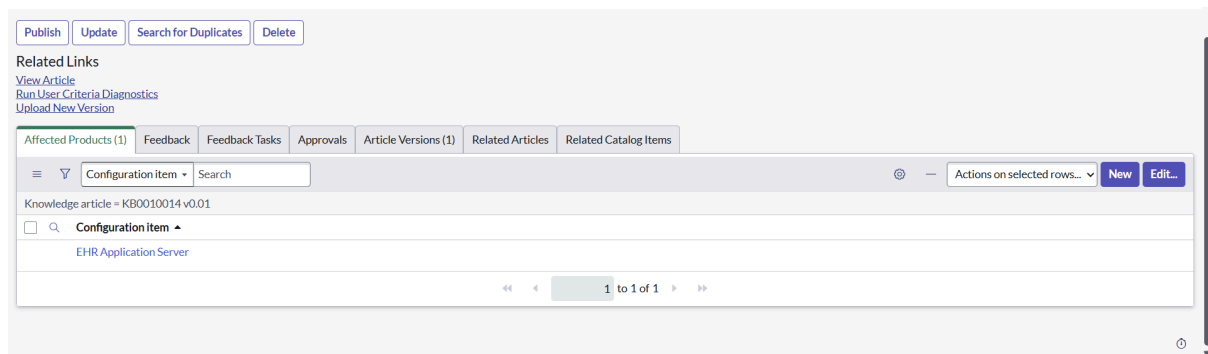 Publish Update Search for Duplicates Delete
Related Links
View Article
Run User Criteria Diagnostics
Upload New Version
Affected Products (1) Feedback Feedback Tasks Approvals Article Versions (1) Related Articles Related Catalog Items
Configuration item Search Actions on selected rows... New Edit...
Knowledge article = KB0010014 v0.01
Configuration item
EHR Application Server
1 to 1 of 1